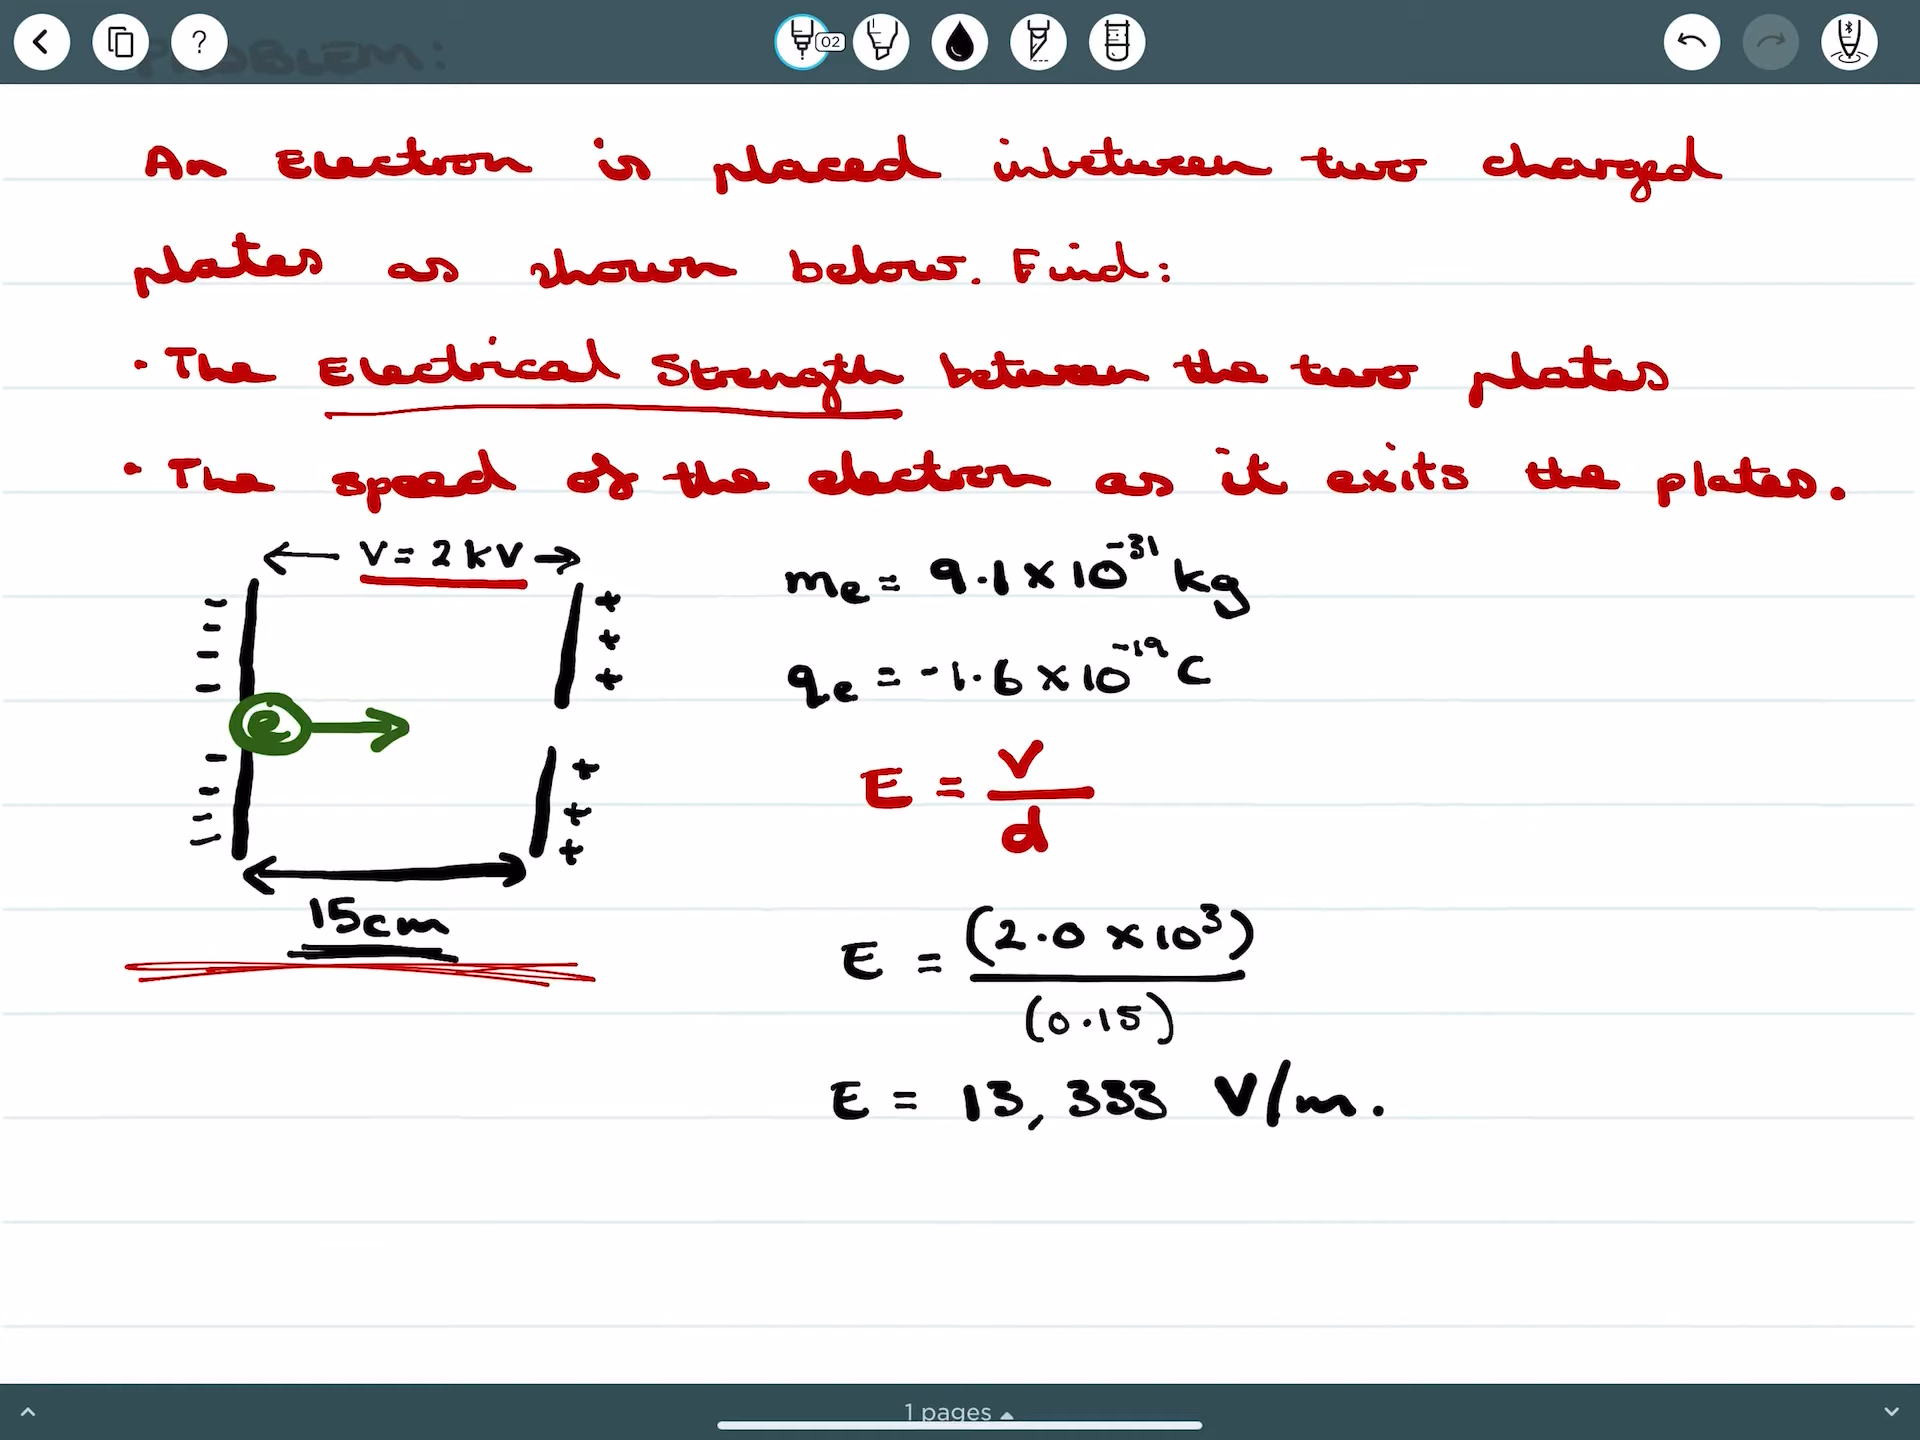 PROBLEM:
02
An Electron is placed inbetween two charged
plates as shown below. Find:
• The Electrical Strength between the two plates
• The speed of the electron as it exits the plates.
V = 2 kV
- - - -
+ + +
e
- - - -
+ + +
15cm
me = 9.1 x 10^-31 kg
qe = -1.6 x 10^-19 C
E = V/d
E = (2.0 x 10^3)
(0.15)
E = 13,333 V/m.
1 pages